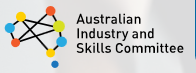 Australian
Industry and
Skills Committee